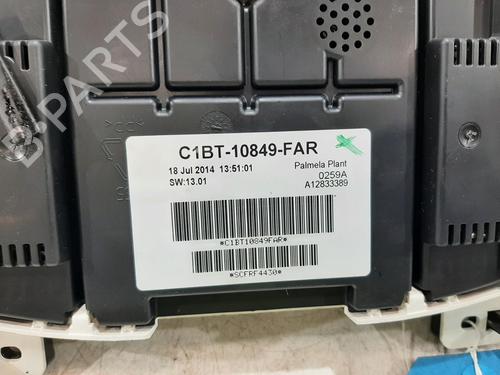 B-PARTS
C1BT-10849-FAR
18 Jul 2014 13:51:01
Palmela Plant
SW:13.01
0259A
A12833389
*C1BT10849FAR*
*SCFRF4430*